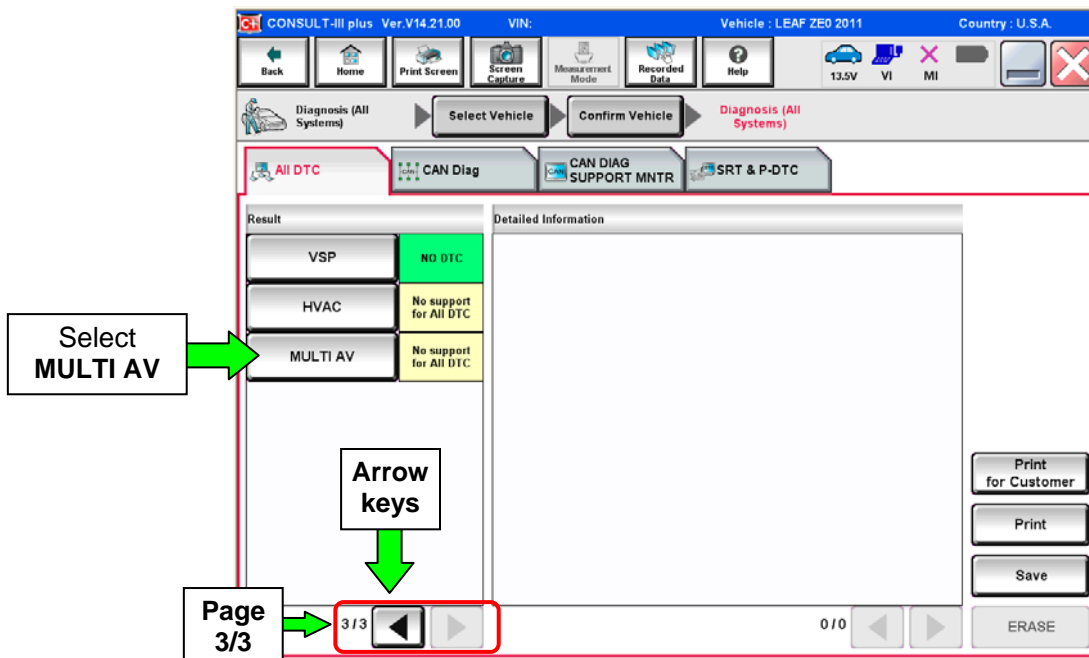 CONSULT-III plus Ver.V14.21.00 VIN: Vehicle : LEAF ZE0 2011 Country : U.S.A.
Back
Home
Print Screen
Screen
Capture
Measurement
Mode
Recorded
Data
Help
13.5V
VI
MI
Diagnosis (All
Systems)
Select Vehicle
Confirm Vehicle
Diagnosis (All
Systems)
All DTC
CAN Diag
CAN DIAG
SUPPORT MNTR
SRT & P-DTC
Result
Detailed Information
VSP
NO DTC
HVAC
No support
for All DTC
MULTI AV
No support
for All DTC
Select
MULTI AV
Arrow
keys
Page
3/3
3/3
0/0
Print
for Customer
Print
Save
ERASE